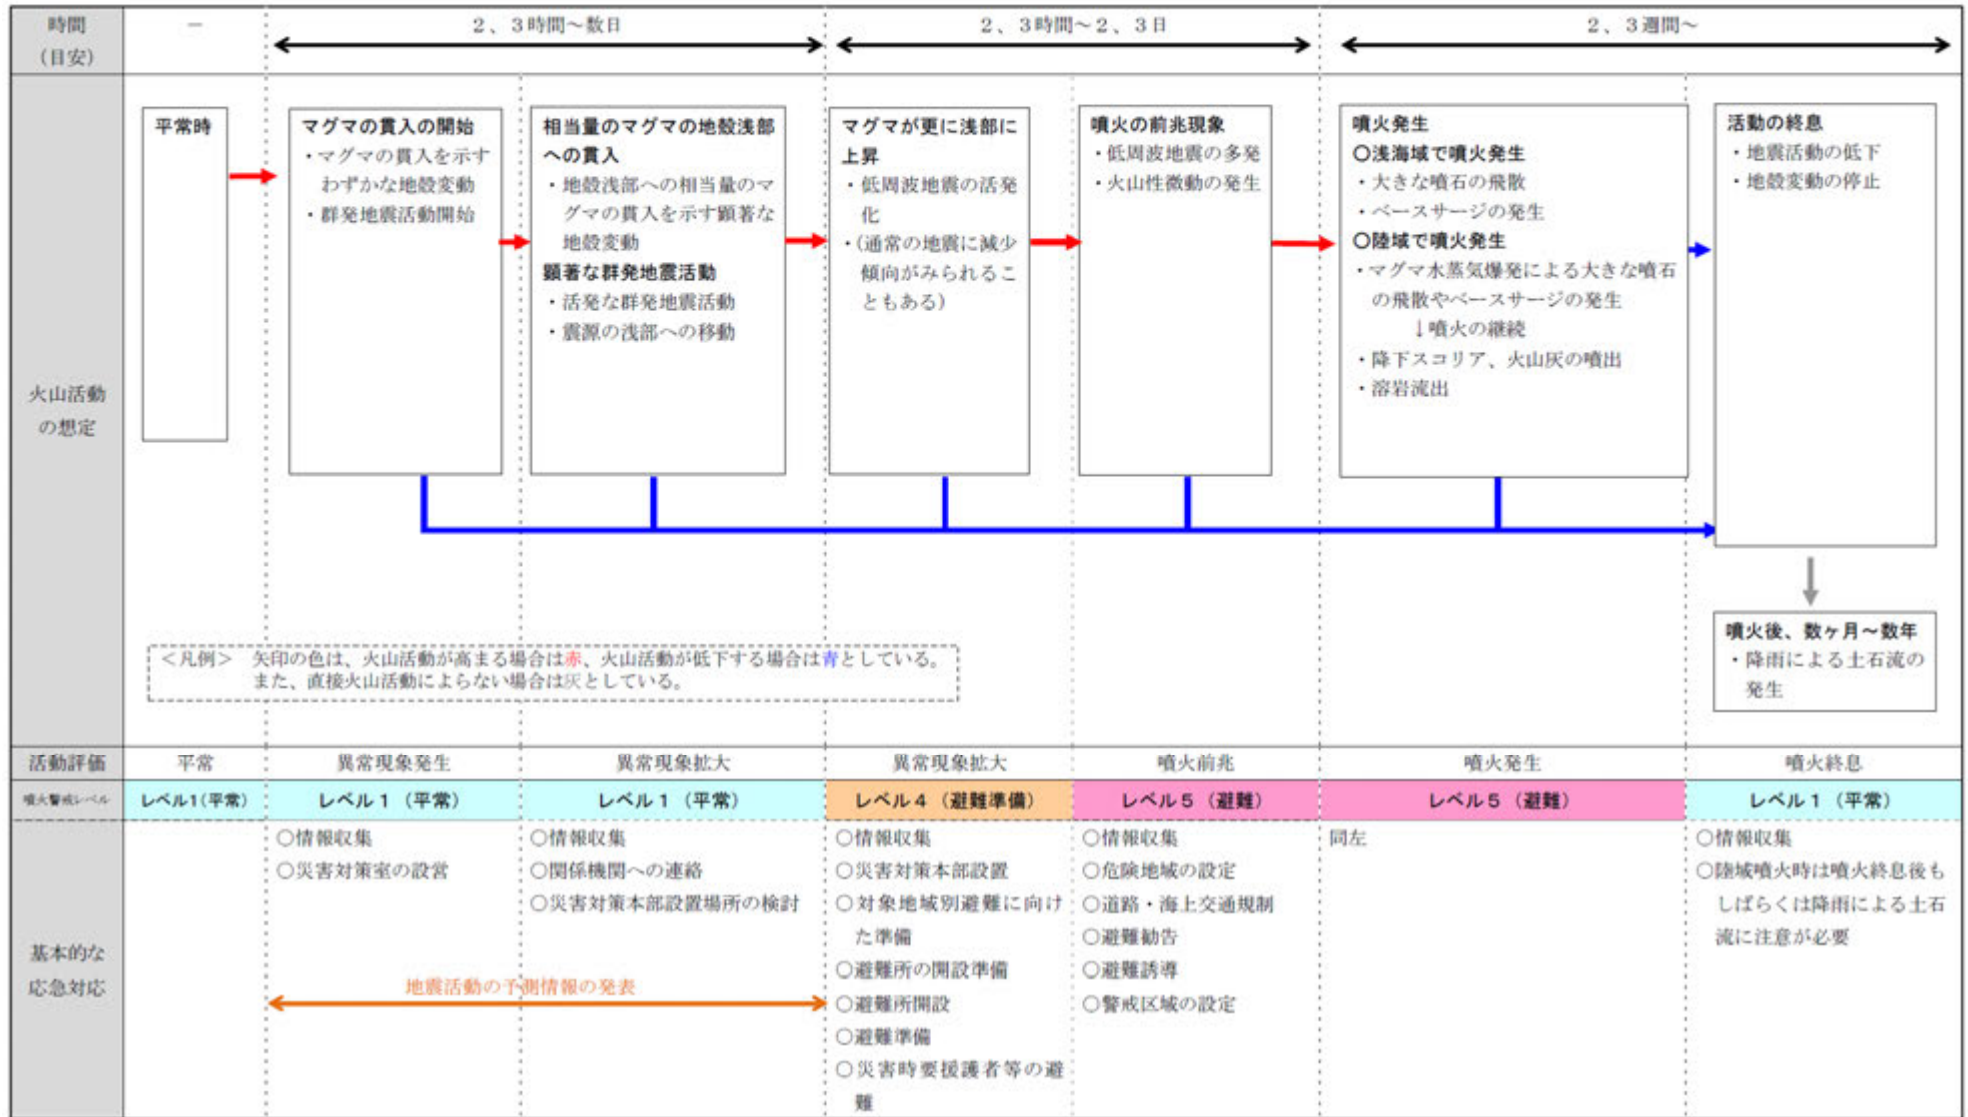 時間
（目安）
－
２、３時間～数日
２、３時間～２、３日
２、３週間～
火山活動
の想定
平常時
マグマの貫入の開始
・マグマの貫入を示す
わずかな地殻変動
・群発地震活動開始
相当量のマグマの地殻浅部
への貫入
・地殻浅部への相当量のマ
グマの貫入を示す顕著な
地殻変動
顕著な群発地震活動
・活発な群発地震活動
・震源の浅部への移動
マグマが更に浅部に
上昇
・低周波地震の活発
化
・（通常の地震に減少
傾向がみられるこ
ともある）
噴火の前兆現象
・低周波地震の多発
・火山性微動の発生
噴火発生
○浅海域で噴火発生
・大きな噴石の飛散
・ベースサージの発生
○陸域で噴火発生
・マグマ水蒸気爆発による大きな噴石
の飛散やベースサージの発生
↓噴火の継続
・降下スコリア、火山灰の噴出
・溶岩流出
活動の終息
・地震活動の低下
・地殻変動の停止
噴火後、数ヶ月～数年
・降雨による土石流の
発生
＜凡例＞　矢印の色は、火山活動が高まる場合は赤、火山活動が低下する場合は青としている。
また、直接火山活動によらない場合は灰としている。
活動評価
平常
異常現象発生
異常現象拡大
異常現象拡大
噴火前兆
噴火発生
噴火終息
噴火警戒レベル
レベル1（平常）
レベル１（平常）
レベル１（平常）
レベル４（避難準備）
レベル５（避難）
レベル５（避難）
レベル１（平常）
基本的な
応急対応
○情報収集
○災害対策室の設営
○情報収集
○関係機関への連絡
○災害対策本部設置場所の検討
地震活動の予測情報の発表
○情報収集
○災害対策本部設置
○対象地域別避難に向け
た準備
○避難所の開設準備
○避難所開設
○避難準備
○災害時要援護者等の避
難
○情報収集
○危険地域の設定
○道路・海上交通規制
○避難勧告
○避難誘導
○警戒区域の設定
同左
○情報収集
○陸域噴火時は噴火終息後も
しばらくは降雨による土石
流に注意が必要